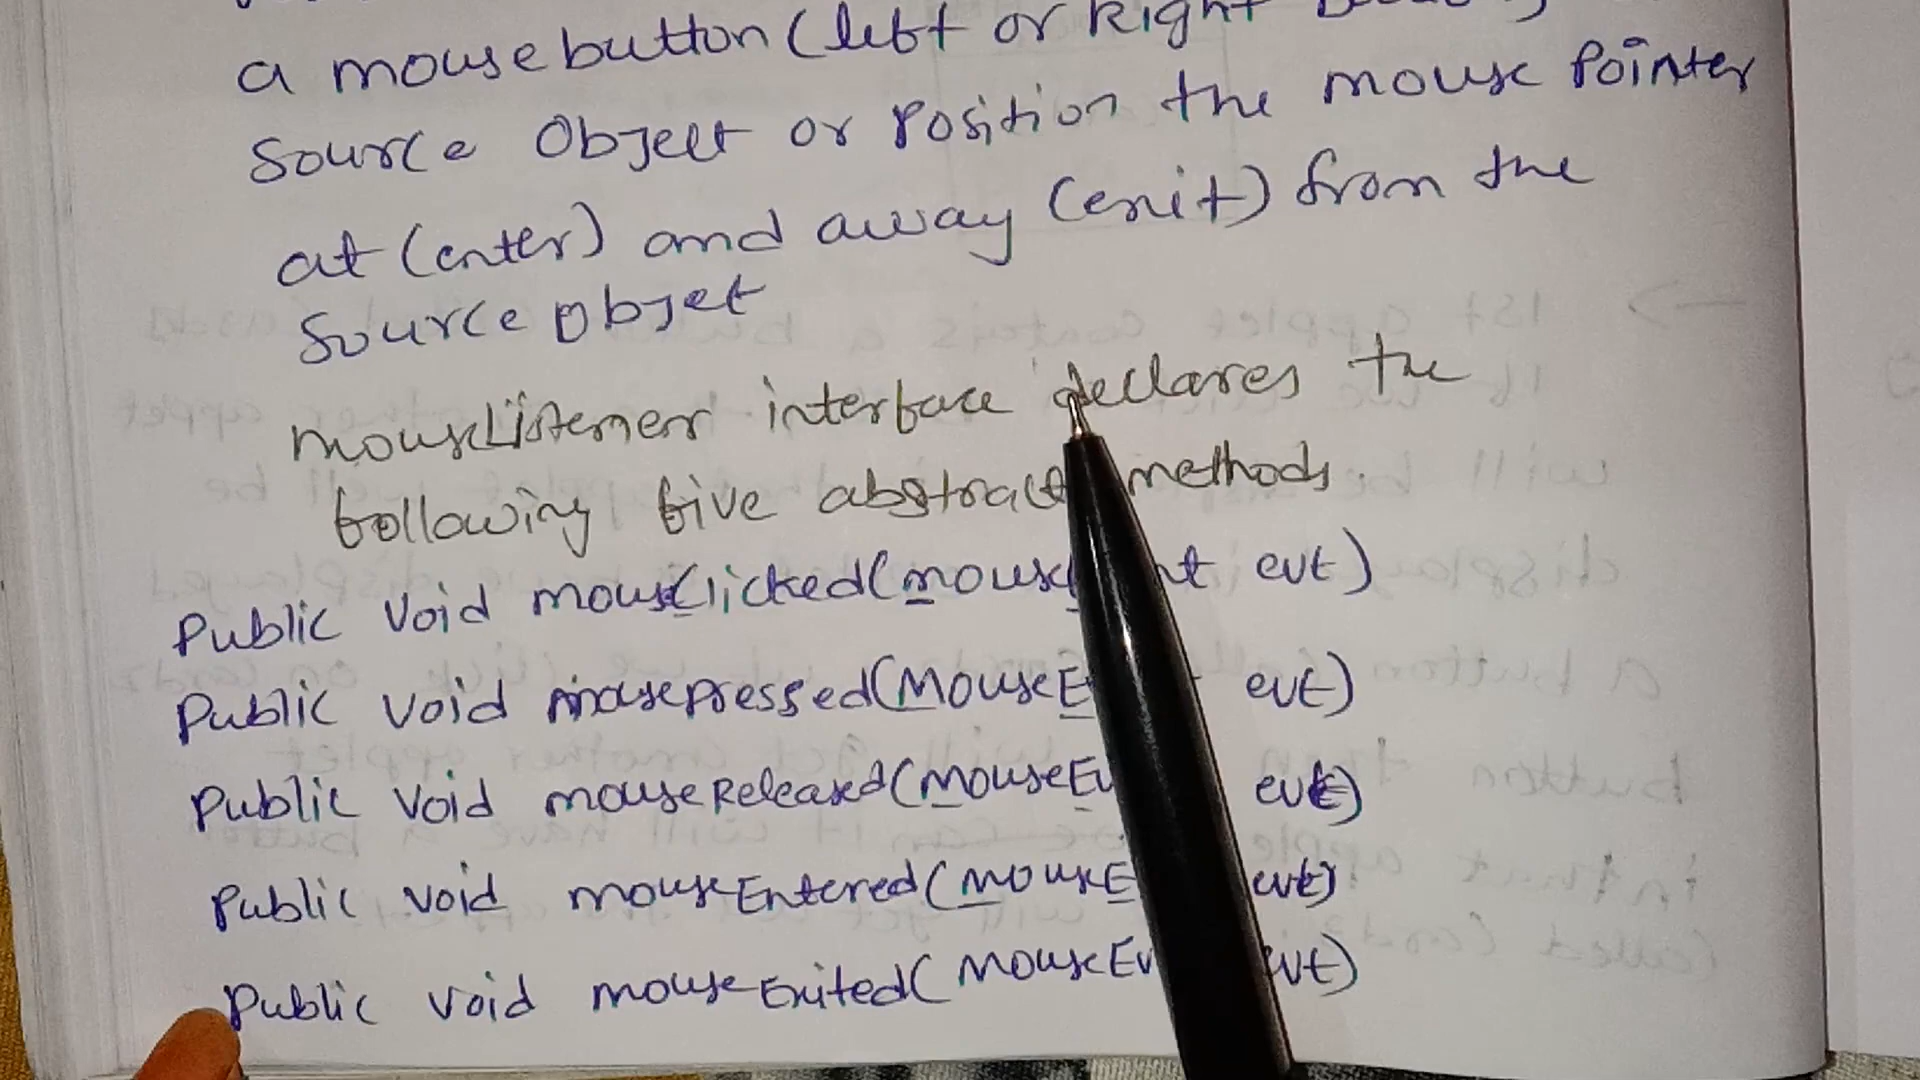 a mouse button (left or Right
Source Object or Position the mouse Pointer
at (enter) and away (exit) from the
Source Objet
mouseListener interface declares the
following five abstract methods.
Public Void mouseClicked(mouse nt evt)
Public Void mousepressed(MouseE evt)
Public Void mouseReleased(MouseEv evt)
Public Void mouseEntered(MouseE evt)
Public Void mouseExited(MouseEv evt)